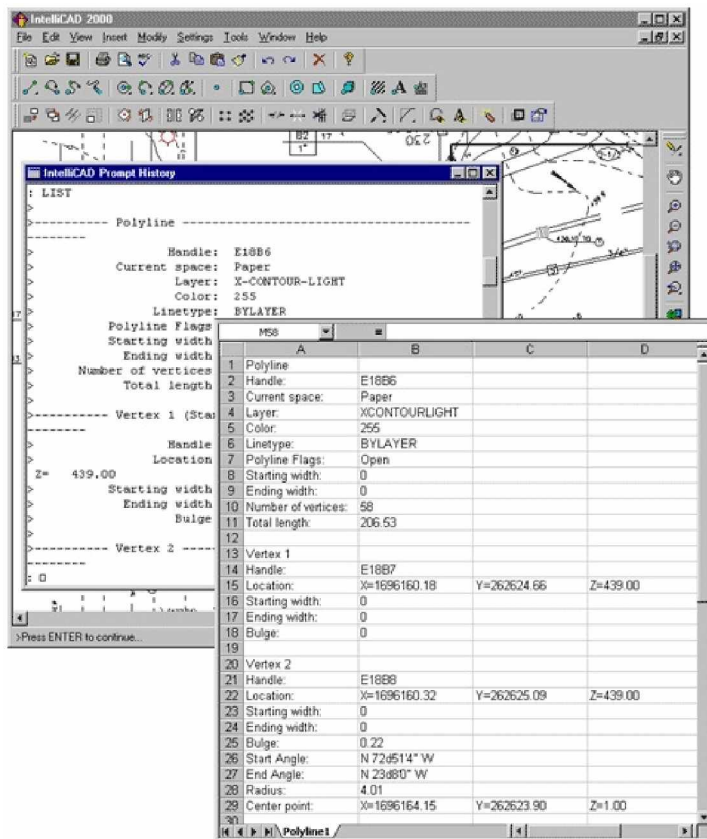 IntelliCAD 2000
File Edit View Insert Modify Settings Tools Window Help
B2 17
1"
230
IntelliCAD Prompt History
: LIST
>
>---------- Polyline ----------------------------------------
--------
> Handle: E18B6
> Current space: Paper
> Layer: X-CONTOUR-LIGHT
> Color: 255
> Linetype: BYLAYER
> Polyline Flags
> Starting width
> Ending width
> Number of vertices
> Total length
>
>---------- Vertex 1 (Sta
--------
> Handle
> Location
Z= 439.00
> Starting width
> Ending width
> Bulge
>
>---------- Vertex 2 ----
--------
:
>Press ENTER to continue...
M58 =
A B C D
1 Polyline
2 Handle: E18B6
3 Current space: Paper
4 Layer: XCONTOURLIGHT
5 Color: 255
6 Linetype: BYLAYER
7 Polyline Flags: Open
8 Starting width: 0
9 Ending width: 0
10 Number of vertices: 58
11 Total length: 206.53
12
13 Vertex 1
14 Handle: E18B7
15 Location: X=1696160.18 Y=262624.66 Z=439.00
16 Starting width: 0
17 Ending width: 0
18 Bulge: 0
19
20 Vertex 2
21 Handle: E18B8
22 Location: X=1696160.32 Y=262625.09 Z=439.00
23 Starting width: 0
24 Ending width: 0
25 Bulge: 0.22
26 Start Angle: N 72d51'4" W
27 End Angle: N 23d8'0" W
28 Radius: 4.01
29 Center point: X=1696164.15 Y=262623.90 Z=1.00
30
Polyline1